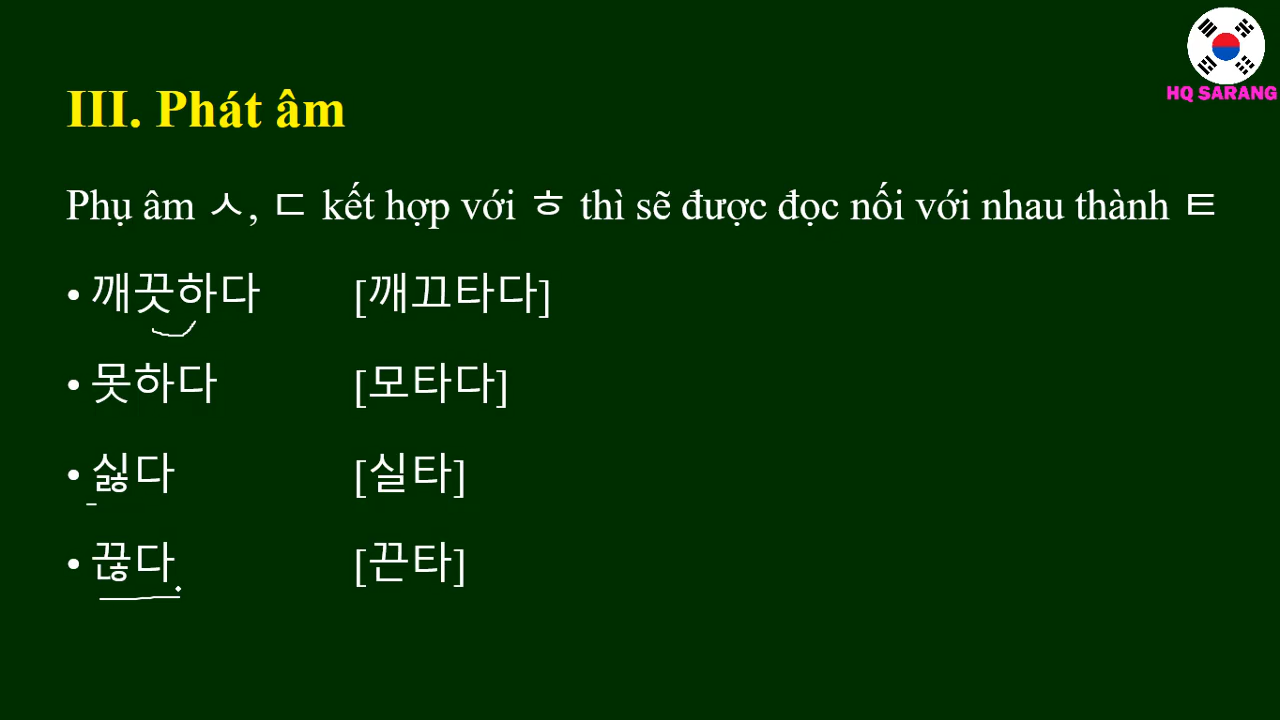 HQ SARANG
III. Phát âm
Phụ âm ㅅ, ㄷ kết hợp với ㅎ thì sẽ được đọc nối với nhau thành ㅌ
• 깨끗하다 [깨끄타다]
• 못하다 [모타다]
• 싫다 [실타]
• 끊다 [끈타]